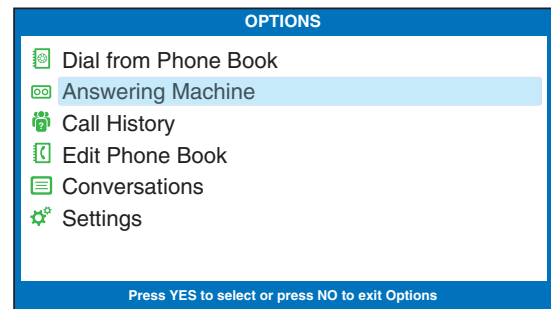 OPTIONS
Dial from Phone Book
Answering Machine
Call History
Edit Phone Book
Conversations
Settings
Press YES to select or press NO to exit Options